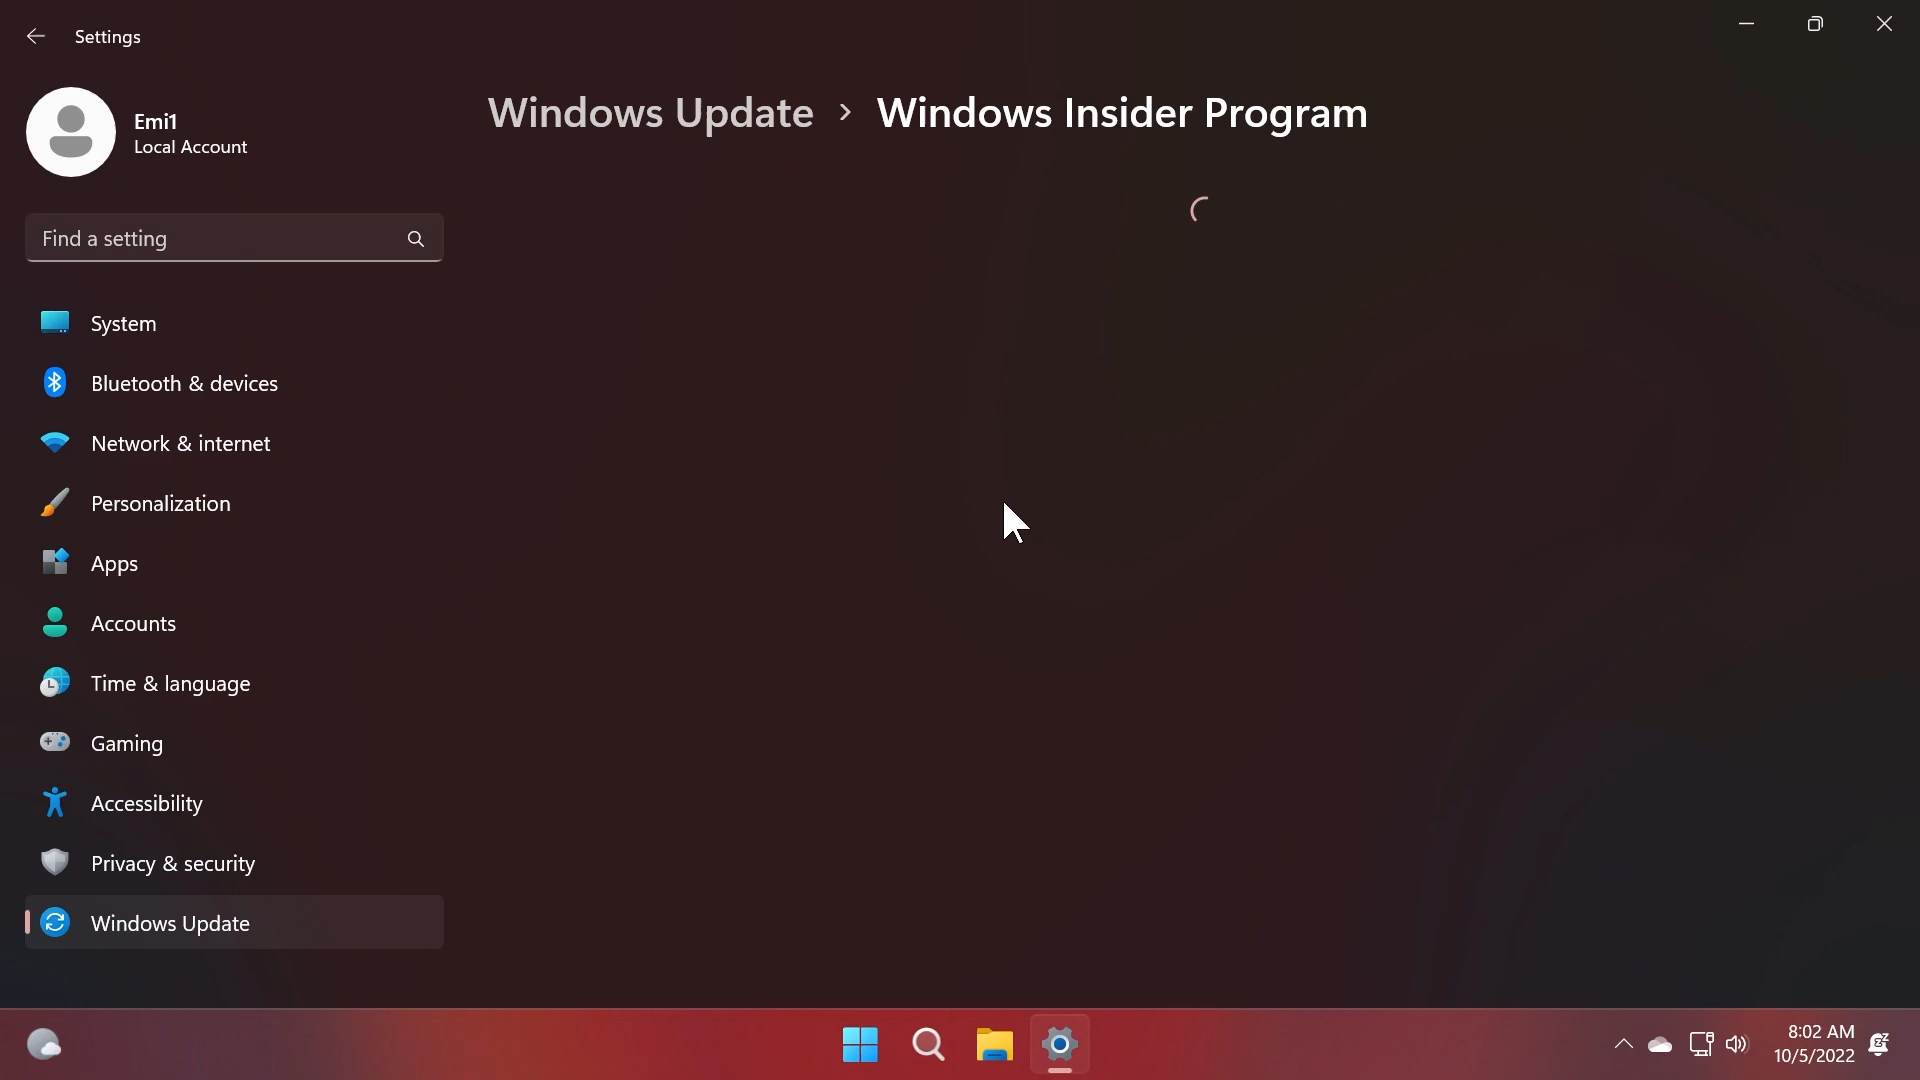 Settings
Emi1
Local Account
Windows Update > Windows Insider Program
Find a setting
System
Bluetooth & devices
Network & internet
Personalization
Apps
Accounts
Time & language
Gaming
Accessibility
Privacy & security
Windows Update
8:02 AM
10/5/2022